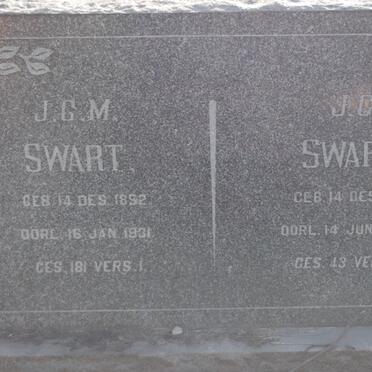 J.G.M.
SWART
GEB. 14 DES. 1892
OORL. 16 JAN. 1931
GES. 181 VERS. 1.
J.G
SWAR
GEB 14 DES
OORL. 14 JUN
GES. 43 VE